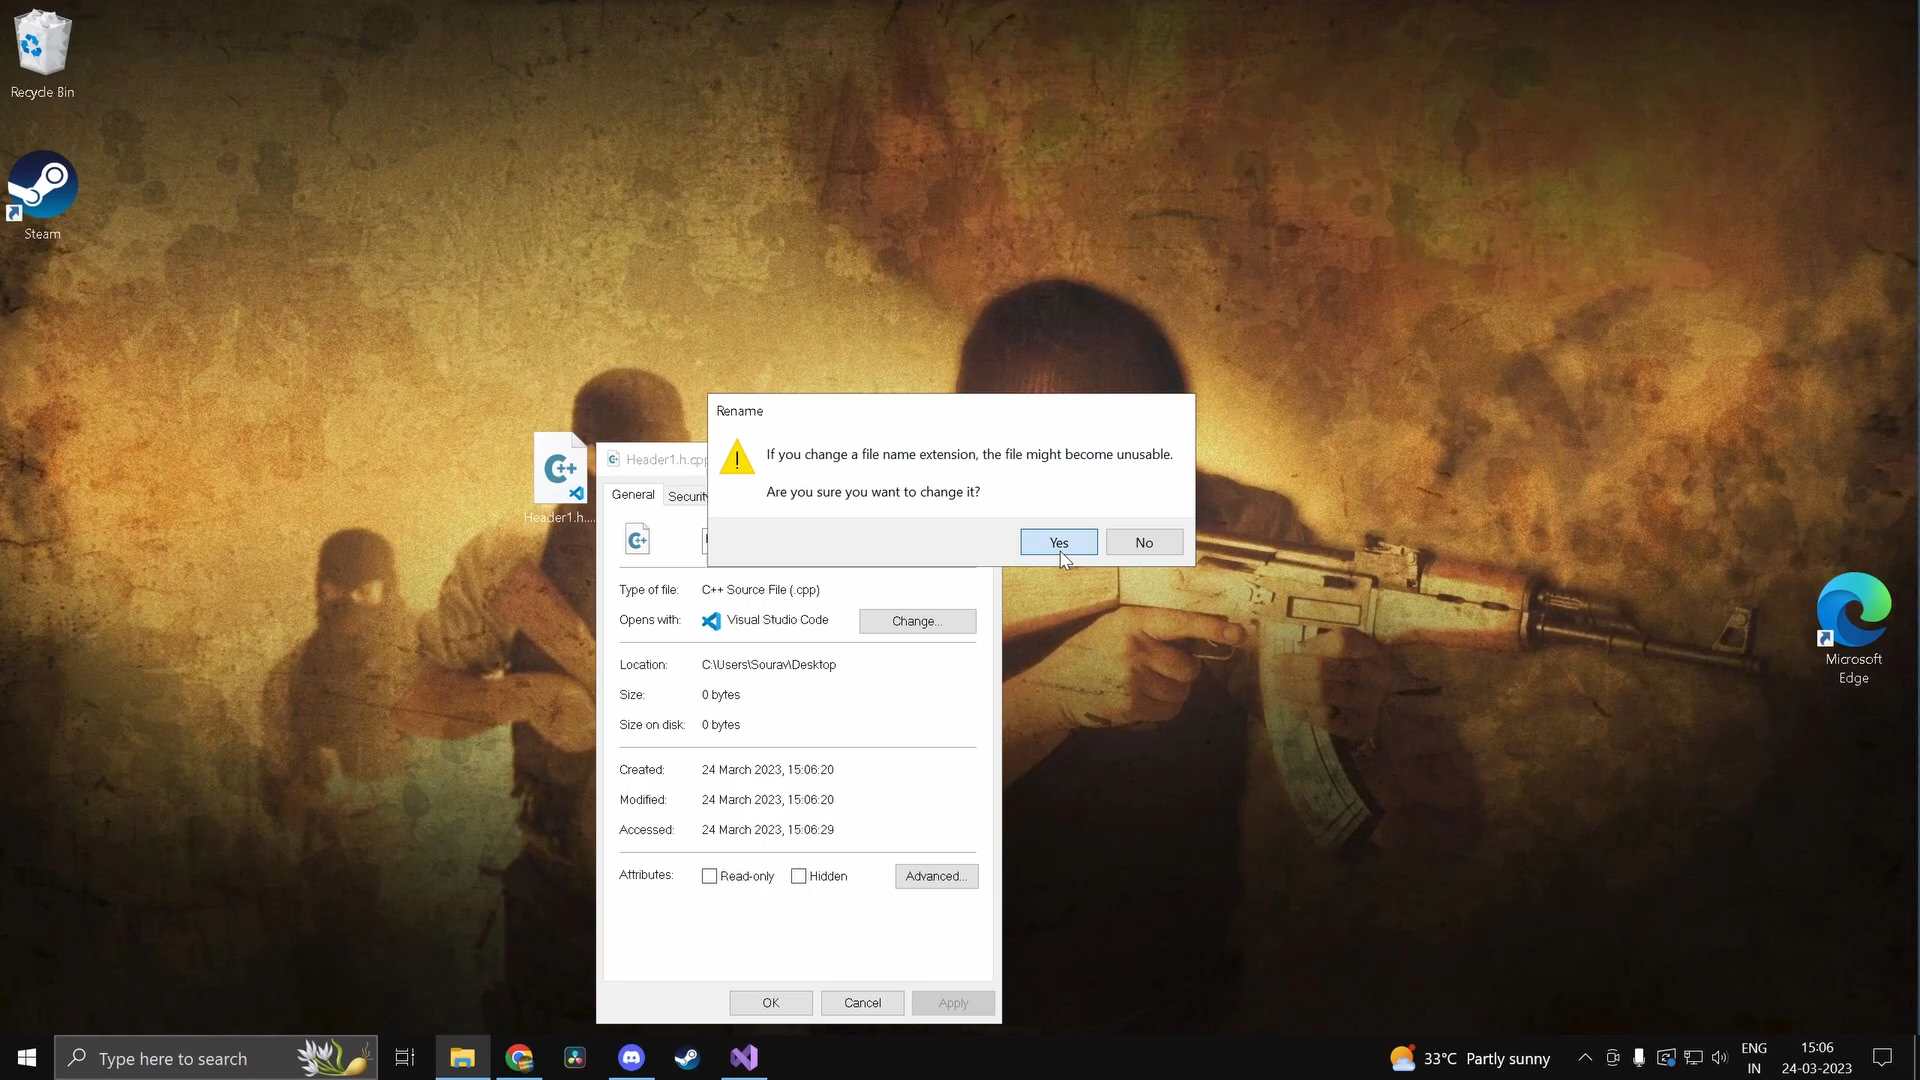 Recycle Bin
Steam
Rename
If you change a file name extension, the file might become unusable.
Are you sure you want to change it?
Yes
No
Header1.h....
Header1.h.cpp
General
Security
Type of file:
C++ Source File (.cpp)
Opens with:
Visual Studio Code
Change...
Location:
C:\Users\Sourav\Desktop
Size:
0 bytes
Size on disk:
0 bytes
Created:
24 March 2023, 15:06:20
Modified:
24 March 2023, 15:06:20
Accessed:
24 March 2023, 15:06:29
Attributes:
Read-only
Hidden
Advanced...
OK
Cancel
Apply
Microsoft
Edge
Type here to search
33°C Partly sunny
ENG
IN
15:06
24-03-2023